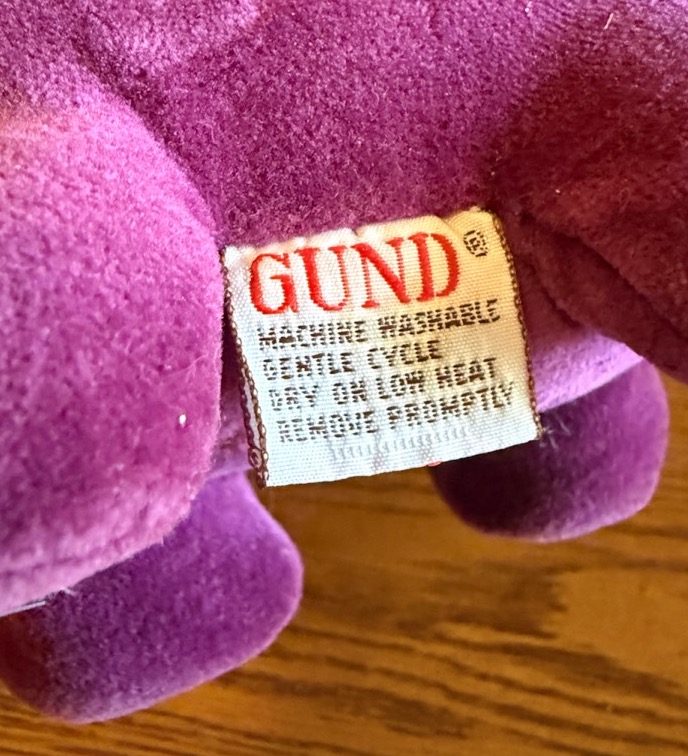 GUND®
MACHINE WASHABLE
GENTLE CYCLE
DRY ON LOW HEAT
REMOVE PROMPTLY